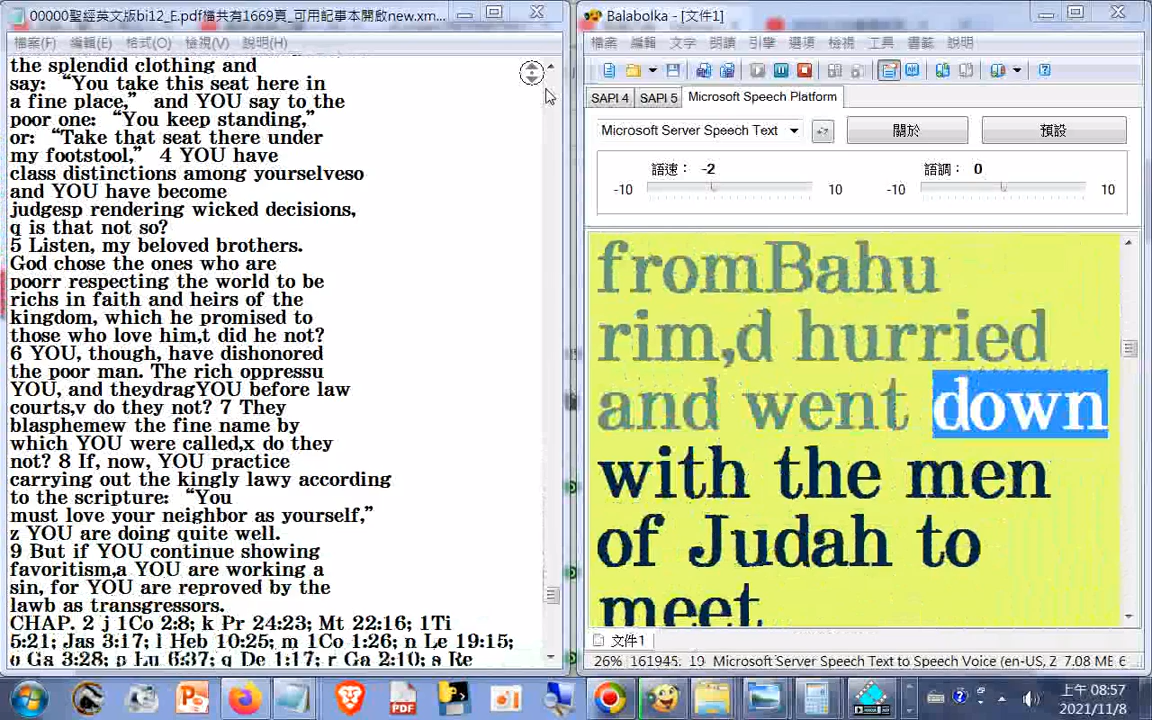 00000聖經英文版bi12_E.pdf檔共有1669頁_可用記事本開啟new.xm...
檔案(F) 編輯(E) 格式(O) 檢視(V) 說明(H)
the splendid clothing and
say: “You take this seat here in
a fine place,” and YOU say to the
poor one: “You keep standing,”
or: “Take that seat there under
my footstool,” 4 YOU have
class distinctions among yourselveso
and YOU have become
judgesp rendering wicked decisions,
q is that not so?
5 Listen, my beloved brothers.
God chose the ones who are
poorr respecting the world to be
richs in faith and heirs of the
kingdom, which he promised to
those who love him,t did he not?
6 YOU, though, have dishonored
the poor man. The rich oppressu
YOU, and theydragYOU before law
courts,v do they not? 7 They
blasphemew the fine name by
which YOU were called,x do they
not? 8 If, now, YOU practice
carrying out the kingly lawy according
to the scripture: “You
must love your neighbor as yourself,”
z YOU are doing quite well.
9 But if YOU continue showing
favoritism,a YOU are working a
sin, for YOU are reproved by the
lawb as transgressors.
CHAP. 2 j 1Co 2:8; k Pr 24:23; Mt 22:16; 1Ti
5:21; Jas 3:17; l Heb 10:25; m 1Co 1:26; n Le 19:15;
o Ga 3:28; p Lu 6:37; q De 1:17; r Ga 2:10; s Re
Balabolka - [文件1]
檔案 編輯 文字 朗讀 引擎 選項 檢視 工具 書籤 說明
SAPI 4 SAPI 5 Microsoft Speech Platform
Microsoft Server Speech Text 關於 預設
語速： -2 語調： 0
-10 10 -10 10
fromBahu
rim,d hurried
and went down
with the men
of Judah to
meet
文件1
26% 161945: 19 Microsoft Server Speech Text to Speech Voice (en-US, Z 7.08 MB 6
PDF
上午 08:57
2021/11/8